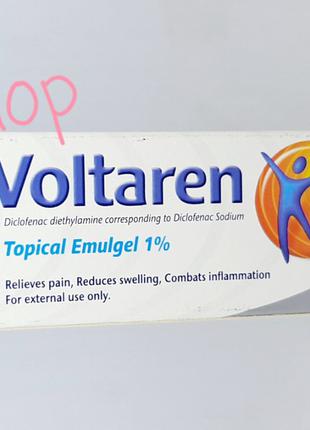 Voltaren
Diclofenac diethylamine corresponding to Diclofenac Sodium
Topical Emulgel 1%
Relieves pain, Reduces swelling, Combats inflammation
For external use only.